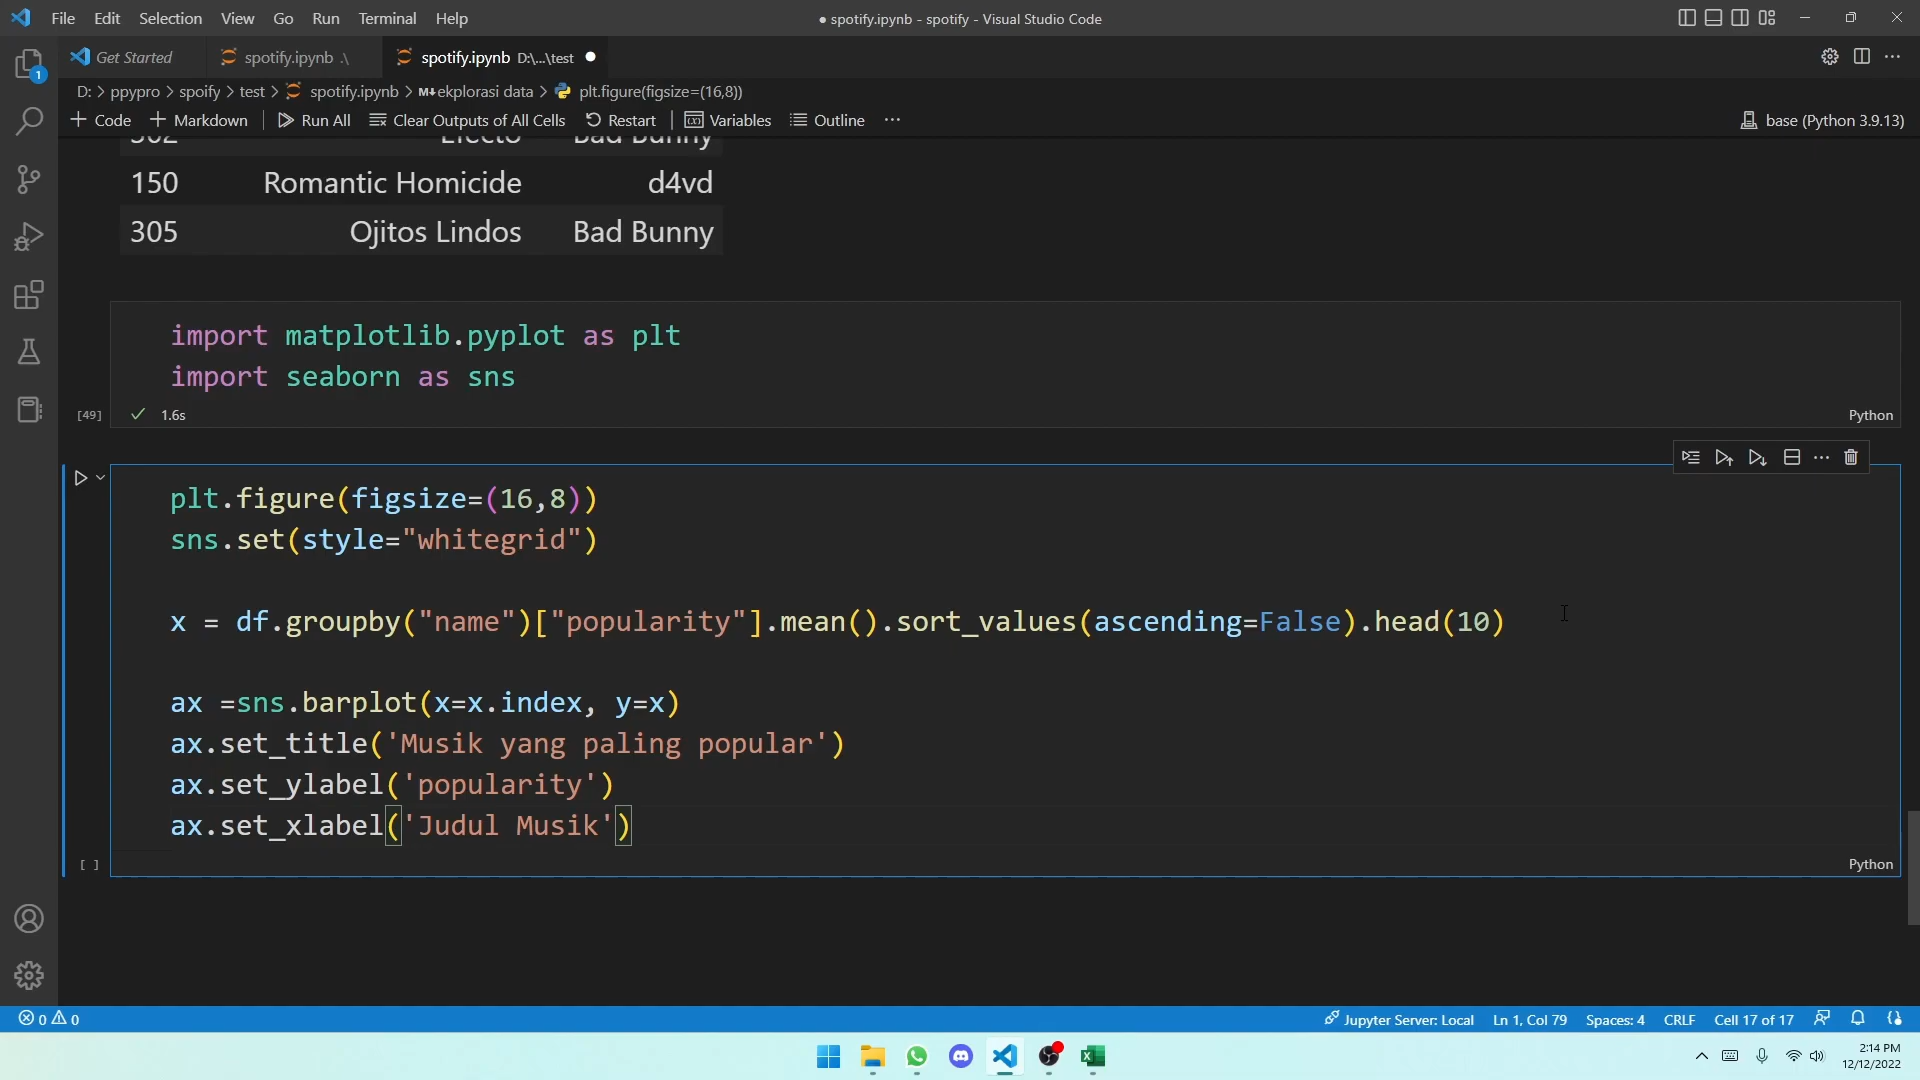 File Edit Selection View Go Run Terminal Help
● spotify.ipynb - spotify - Visual Studio Code
Get Started
spotify.ipynb .\
spotify.ipynb D:\...\test
1
D: > ppypro > spoify > test > spotify.ipynb > M↓ekplorasi data > plt.figure(figsize=(16,8))
+ Code + Markdown Run All Clear Outputs of All Cells Restart Variables Outline ...
base (Python 3.9.13)
302 Efecto Bad Bunny
150 Romantic Homicide d4vd
305 Ojitos Lindos Bad Bunny
import matplotlib.pyplot as plt
import seaborn as sns
[49] ✓ 1.6s
Python
plt.figure(figsize=(16,8))
sns.set(style="whitegrid")
x = df.groupby("name")["popularity"].mean().sort_values(ascending=False).head(10)
ax =sns.barplot(x=x.index, y=x)
ax.set_title('Musik yang paling popular')
ax.set_ylabel('popularity')
ax.set_xlabel('Judul Musik')
[ ]
Python
0 0
Jupyter Server: Local Ln 1, Col 79 Spaces: 4 CRLF Cell 17 of 17
2:14 PM
12/12/2022